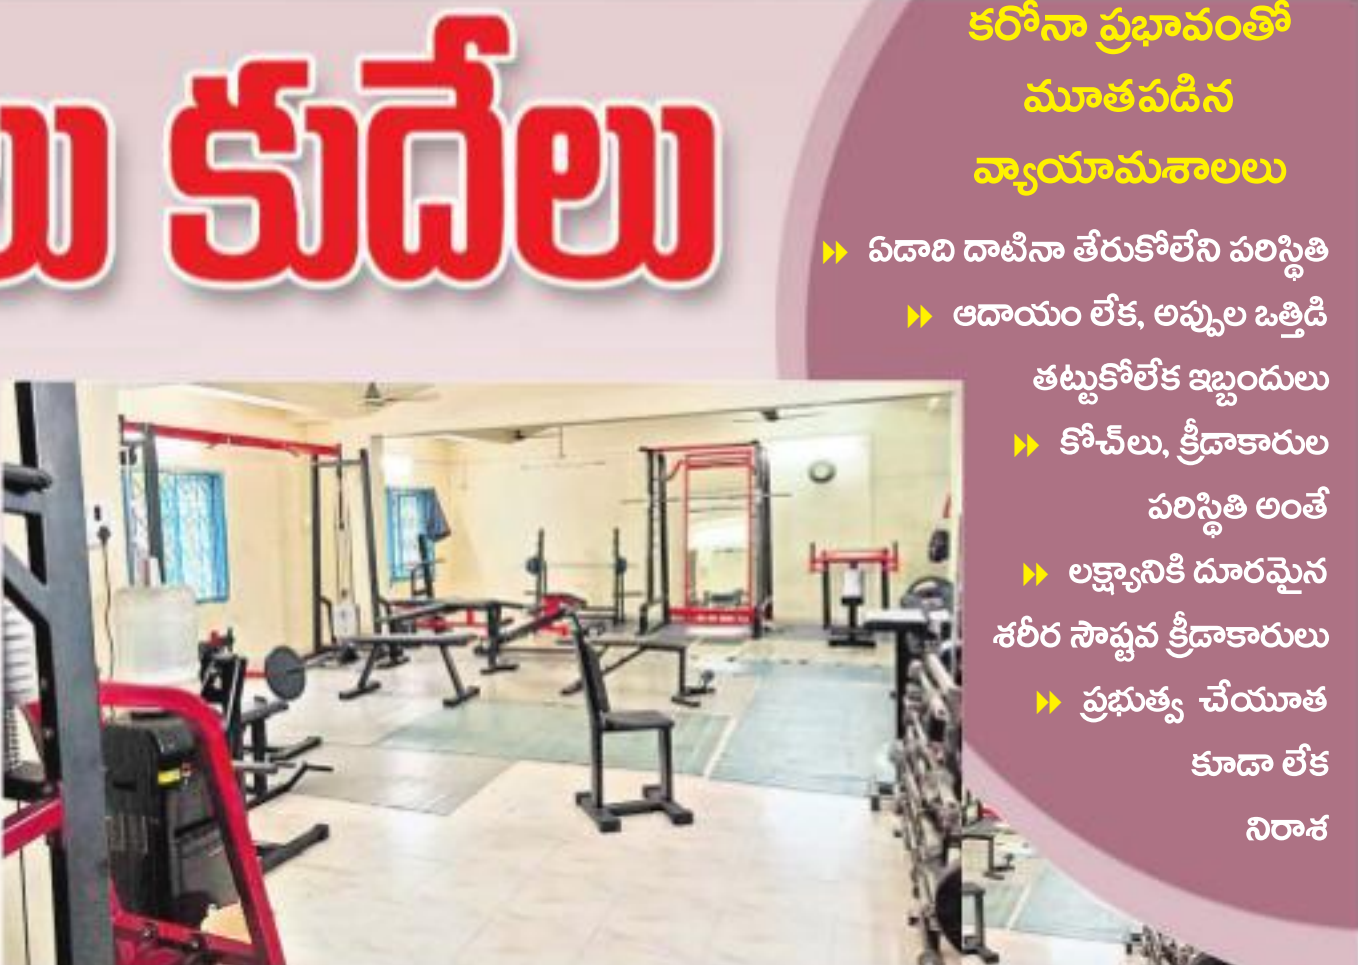 కుదేలు
కరోనా ప్రభావంతో
మూతపడిన
వ్యాయామశాలలు
ఏడాది దాటినా తేరుకోలేని పరిస్థితి
ఆదాయం లేక, అప్పుల ఒత్తిడి
తట్టుకోలేక ఇబ్బందులు
కోచ్‌లు, క్రీడాకారుల
పరిస్థితి అంతే
లక్ష్యానికి దూరమైన
శరీర సౌష్టవ క్రీడాకారులు
ప్రభుత్వ చేయూత
కూడా లేక
నిరాశ